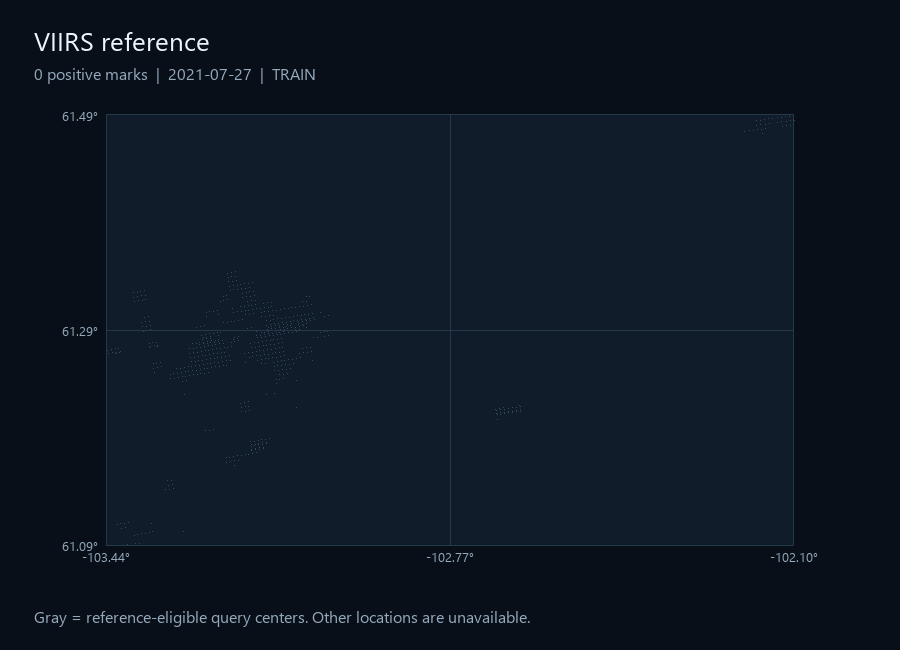 VIIRS reference
0 positive marks | 2021-07-27 | TRAIN
61.49°
61.29°
61.09°
-103.44° -102.77° -102.10°
Gray = reference-eligible query centers. Other locations are unavailable.